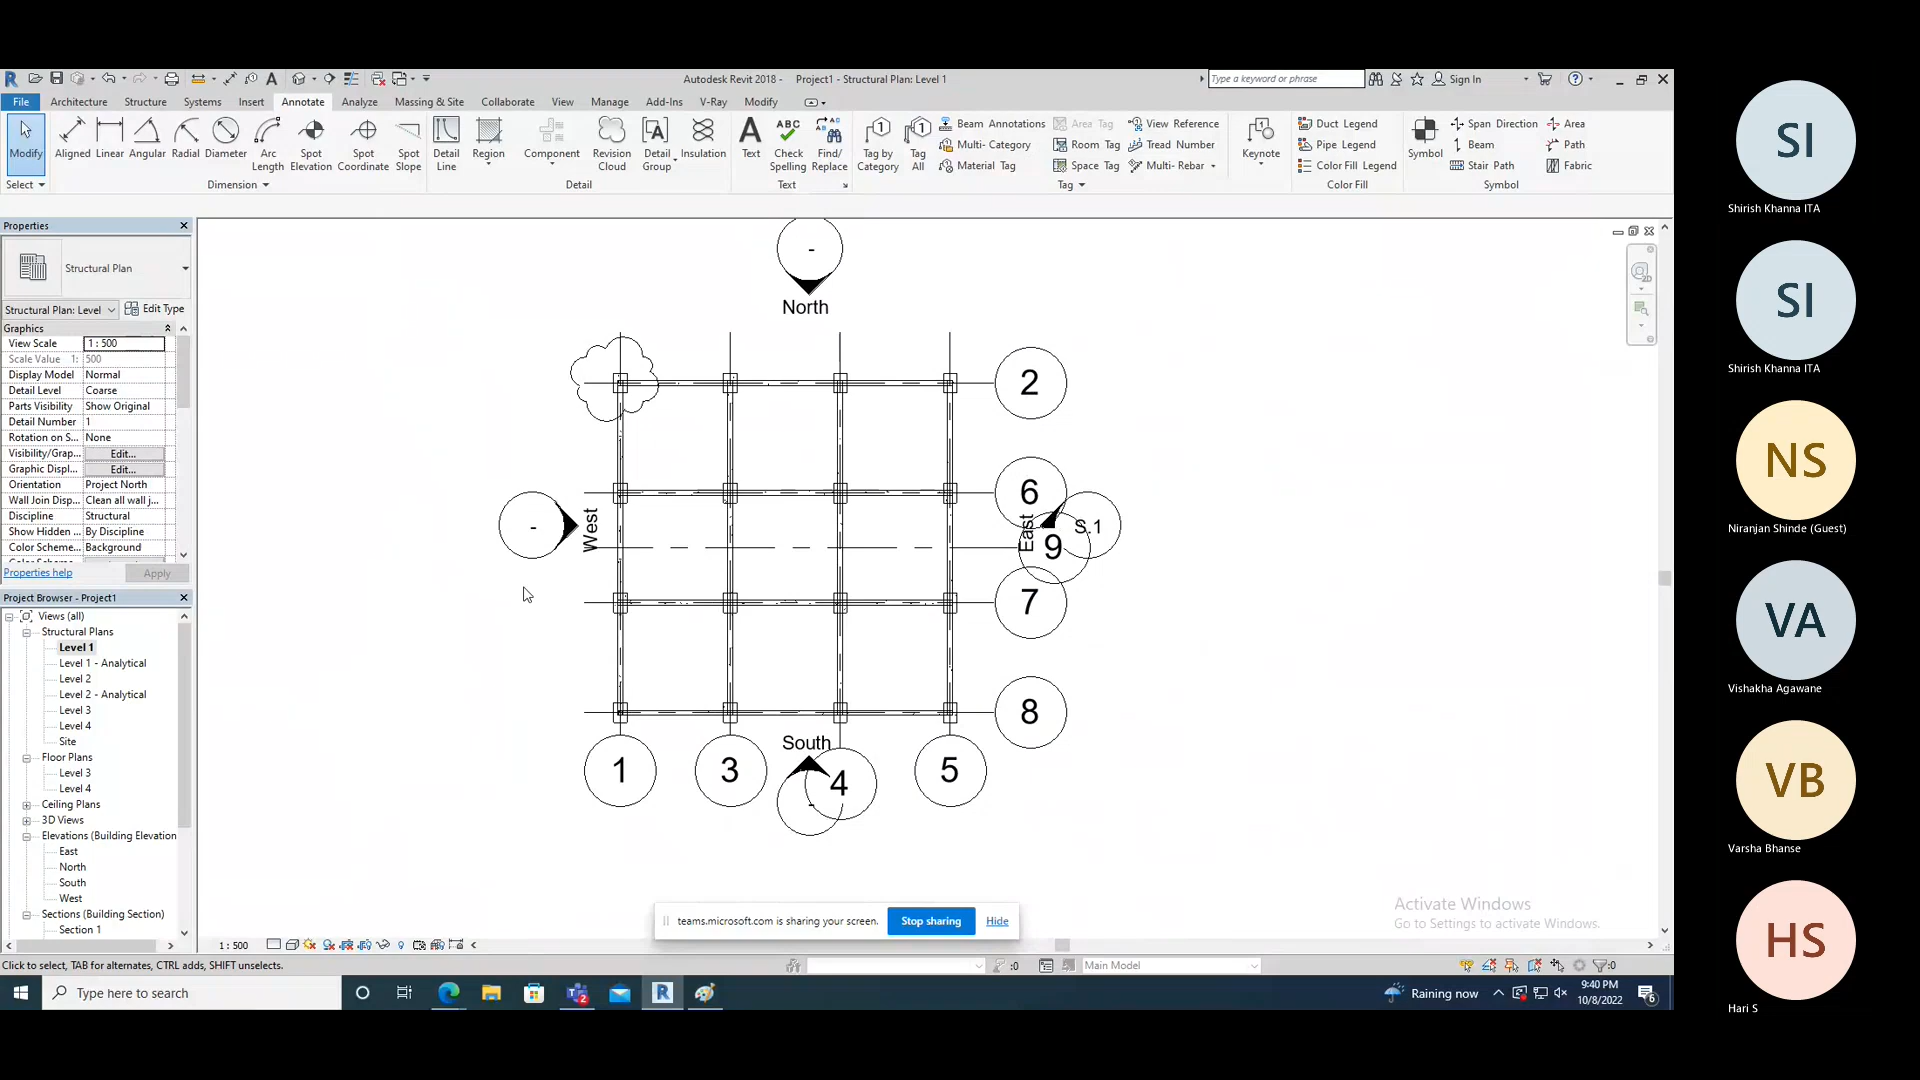 Autodesk Revit 2018 - Project1 - Structural Plan: Level 1
Type a keyword or phrase
Sign In
File Architecture Structure Systems Insert Annotate Analyze Massing & Site Collaborate View Manage Add-Ins V-Ray Modify
Modify
Select
Aligned Linear Angular Radial Diameter Arc Length Spot Elevation Spot Coordinate Spot Slope
Dimension
Detail Line Region Component Revision Cloud Detail Group Insulation
Detail
Text Check Spelling Find/ Replace
Text
Tag by Category Tag All
Beam Annotations Area Tag View Reference
Multi- Category Room Tag Tread Number
Material Tag Space Tag Multi- Rebar
Tag
Keynote
Duct Legend
Pipe Legend
Color Fill Legend
Color Fill
Symbol
Span Direction Area
Beam Path
Stair Path Fabric
Symbol
Properties
Structural Plan
Structural Plan: Level
Edit Type
Graphics
View Scale 1 : 500
Scale Value 1: 500
Display Model Normal
Detail Level Coarse
Parts Visibility Show Original
Detail Number 1
Rotation on S... None
Visibility/Grap... Edit...
Graphic Displ... Edit...
Orientation Project North
Wall Join Disp... Clean all wall j...
Discipline Structural
Show Hidden ... By Discipline
Color Scheme... Background
Properties help
Apply
Project Browser - Project1
Views (all)
Structural Plans
Level 1
Level 1 - Analytical
Level 2
Level 2 - Analytical
Level 3
Level 4
Site
Floor Plans
Level 3
Level 4
Ceiling Plans
3D Views
Elevations (Building Elevation
East
North
South
West
Sections (Building Section)
Section 1
-
North
2
6
-
West
East
S.1
9
7
8
South
1
3
-
4
5
teams.microsoft.com is sharing your screen.
Stop sharing
Hide
Activate Windows
Go to Settings to activate Windows.
1 : 500
Click to select, TAB for alternates, CTRL adds, SHIFT unselects.
:0
Main Model
:0
Type here to search
Raining now
9:40 PM
10/8/2022
6
SI
Shirish Khanna ITA
SI
Shirish Khanna ITA
NS
Niranjan Shinde (Guest)
VA
Vishakha Agawane
VB
Varsha Bhanse
HS
Hari S